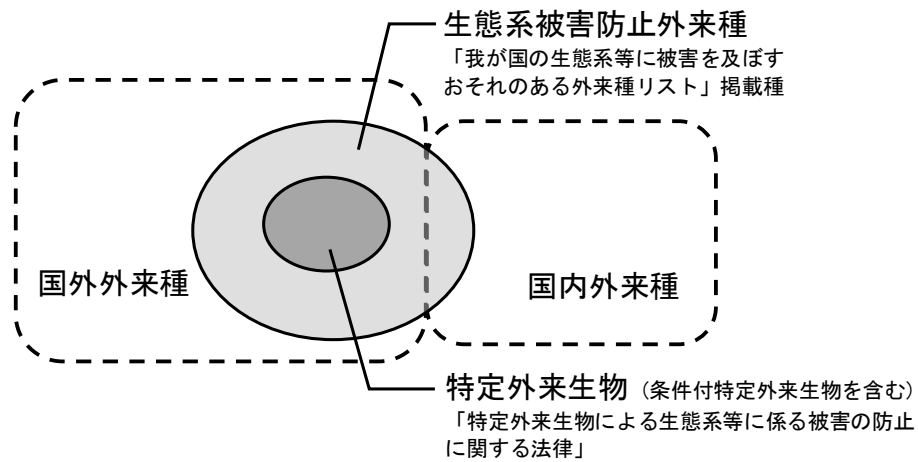 生態系被害防止外来種
「我が国の生態系等に被害を及ぼす
おそれのある外来種リスト」掲載種
国外外来種
国内外来種
特定外来生物（条件付特定外来生物を含む）
「特定外来生物による生態系等に係る被害の防止
に関する法律」